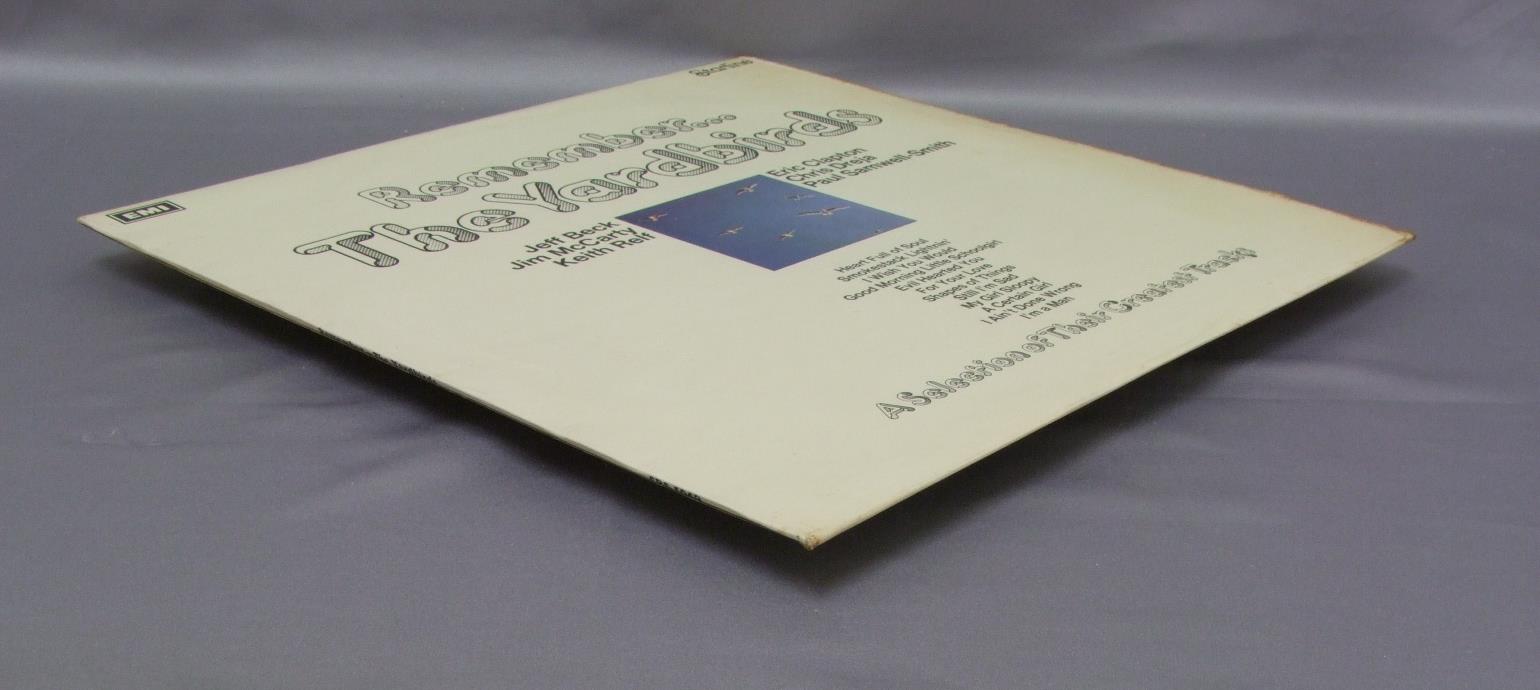 EMI
Starline
Remember...
The Yardbirds
Jeff Beck
Jim McCarty
Keith Relf
Eric Clapton
Chris Dreja
Paul Samwell-Smith
Heart Full of Soul
Smokestack Lightnin'
I Wish You Would
Good Morning Little Schoolgirl
Evil Hearted You
For Your Love
Shapes of Things
Still I'm Sad
My Girl Sloopy
A Certain Girl
I Ain't Done Wrong
I'm a Man
A Selection of Their Greatest Tracks